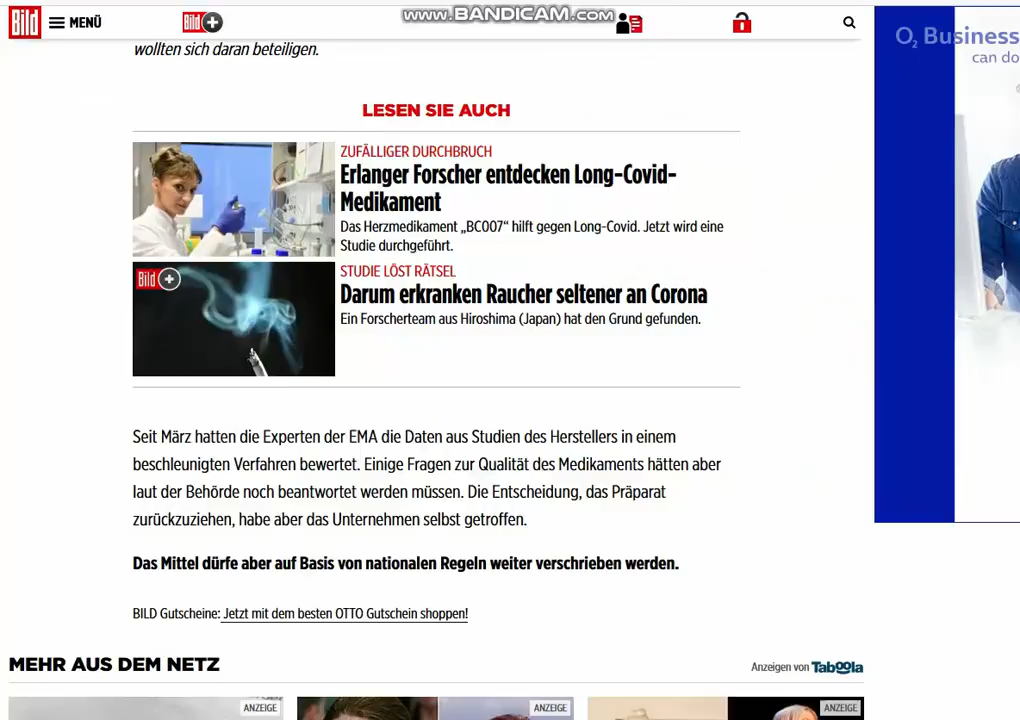 www.BANDICAM.com
Bild
MENÜ
Bild +
O₂ Business
can do
wollten sich daran beteiligen.
LESEN SIE AUCH
ZUFÄLLIGER DURCHBRUCH
Erlanger Forscher entdecken Long-Covid-
Medikament
Das Herzmedikament „BC007“ hilft gegen Long-Covid. Jetzt wird eine
Studie durchgeführt.
Bild +
STUDIE LÖST RÄTSEL
Darum erkranken Raucher seltener an Corona
Ein Forscherteam aus Hiroshima (Japan) hat den Grund gefunden.
Seit März hatten die Experten der EMA die Daten aus Studien des Herstellers in einem
beschleunigten Verfahren bewertet. Einige Fragen zur Qualität des Medikaments hätten aber
laut der Behörde noch beantwortet werden müssen. Die Entscheidung, das Präparat
zurückzuziehen, habe aber das Unternehmen selbst getroffen.
Das Mittel dürfe aber auf Basis von nationalen Regeln weiter verschrieben werden.
BILD Gutscheine: Jetzt mit dem besten OTTO Gutschein shoppen!
MEHR AUS DEM NETZ
Anzeigen von Taboola
ANZEIGE
ANZEIGE
ANZEIGE